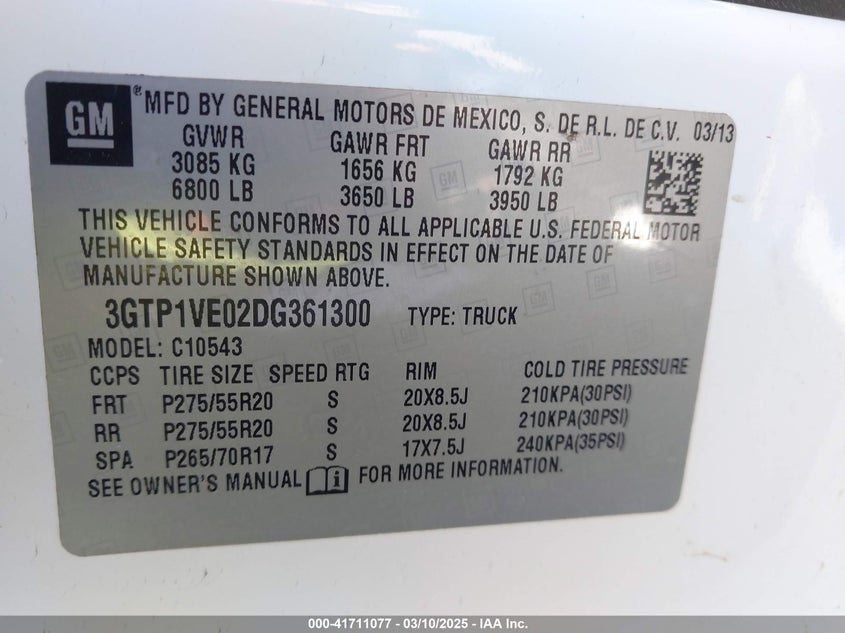 GM
® MFD BY GENERAL MOTORS DE MEXICO, S. DE R.L. DE C.V. 03/13
GVWR GAWR FRT GAWR RR
3085 KG 1656 KG 1792 KG
6800 LB 3650 LB 3950 LB
THIS VEHICLE CONFORMS TO ALL APPLICABLE U.S. FEDERAL MOTOR
VEHICLE SAFETY STANDARDS IN EFFECT ON THE DATE OF
MANUFACTURE SHOWN ABOVE.
3GTP1VE02DG361300 TYPE: TRUCK
MODEL: C10543
CCPS TIRE SIZE SPEED RTG RIM COLD TIRE PRESSURE
FRT P275/55R20 S 20X8.5J 210KPA(30PSI)
RR P275/55R20 S 20X8.5J 210KPA(30PSI)
SPA P265/70R17 S 17X7.5J 240KPA(35PSI)
SEE OWNER'S MANUAL i FOR MORE INFORMATION.
000-41711077 — 03/10/2025 — IAA Inc.